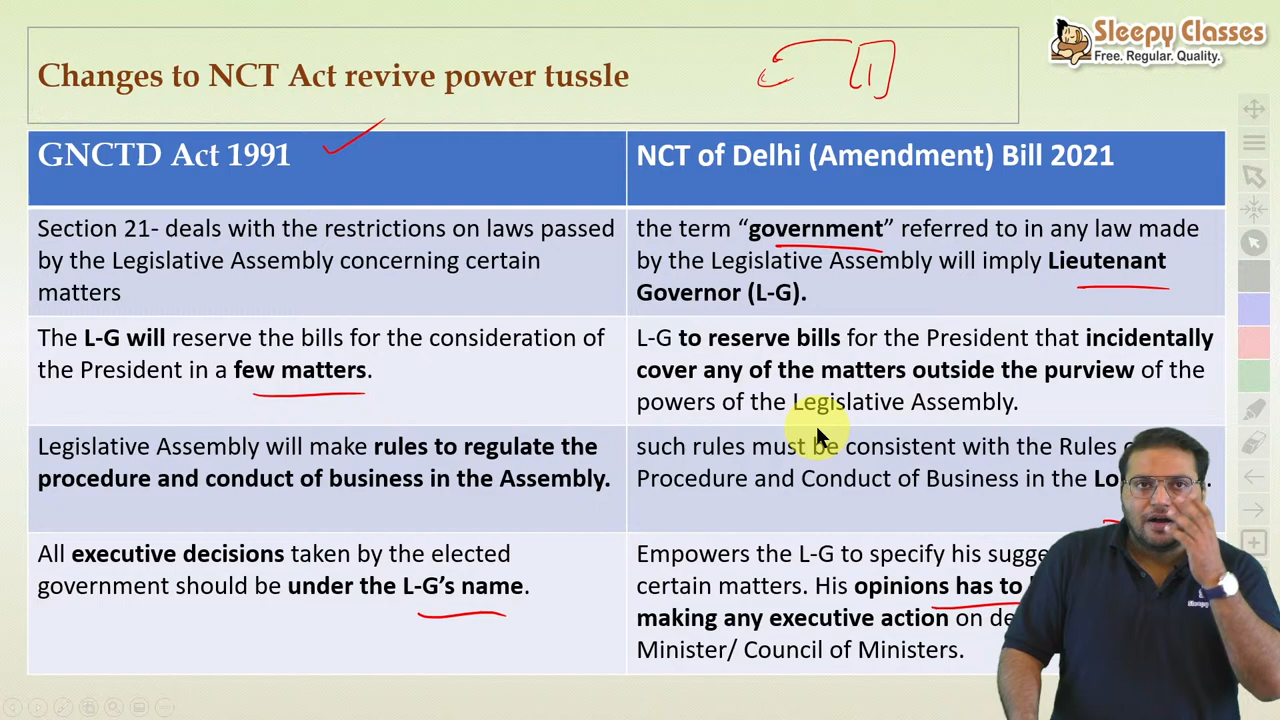 Sleepy Classes
Free. Regular. Quality.
Changes to NCT Act revive power tussle
GNCTD Act 1991
NCT of Delhi (Amendment) Bill 2021
Section 21- deals with the restrictions on laws passed
by the Legislative Assembly concerning certain
matters
the term “government” referred to in any law made
by the Legislative Assembly will imply Lieutenant
Governor (L-G).
The L-G will reserve the bills for the consideration of
the President in a few matters.
L-G to reserve bills for the President that incidentally
cover any of the matters outside the purview of the
powers of the Legislative Assembly.
Legislative Assembly will make rules to regulate the
procedure and conduct of business in the Assembly.
such rules must be consistent with the Rules
Procedure and Conduct of Business in the
All executive decisions taken by the elected
government should be under the L-G’s name.
Empowers the L-G to specify his
certain matters. His opinions has to
making any executive action on
Minister/ Council of Ministers.